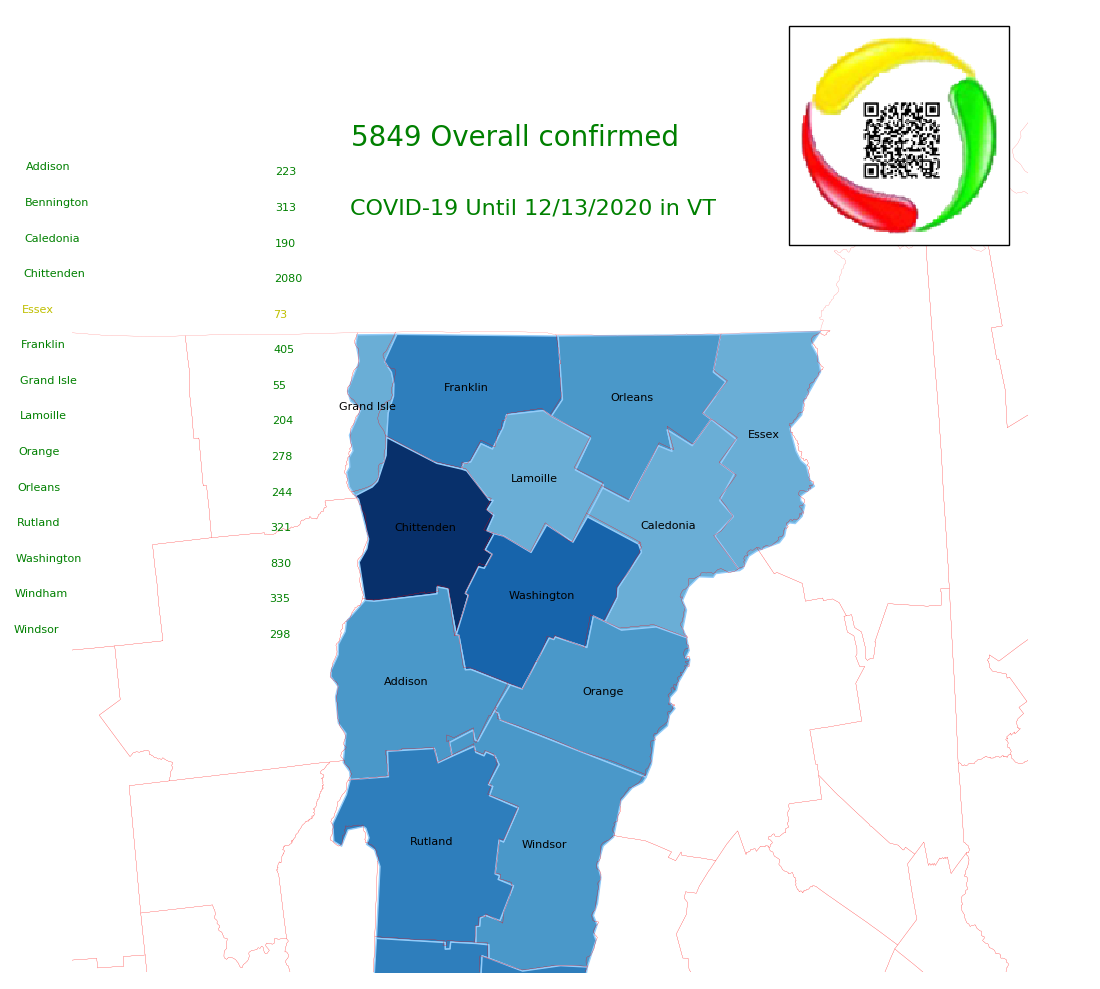 5849 Overall confirmed
COVID-19 Until 12/13/2020 in VT
Addison 223
Bennington 313
Caledonia 190
Chittenden 2080
Essex 73
Franklin 405
Grand Isle 55
Lamoille 204
Orange 278
Orleans 244
Rutland 321
Washington 830
Windham 335
Windsor 298
Franklin
Orleans
Grand Isle
Essex
Lamoille
Chittenden
Caledonia
Washington
Addison
Orange
Rutland
Windsor